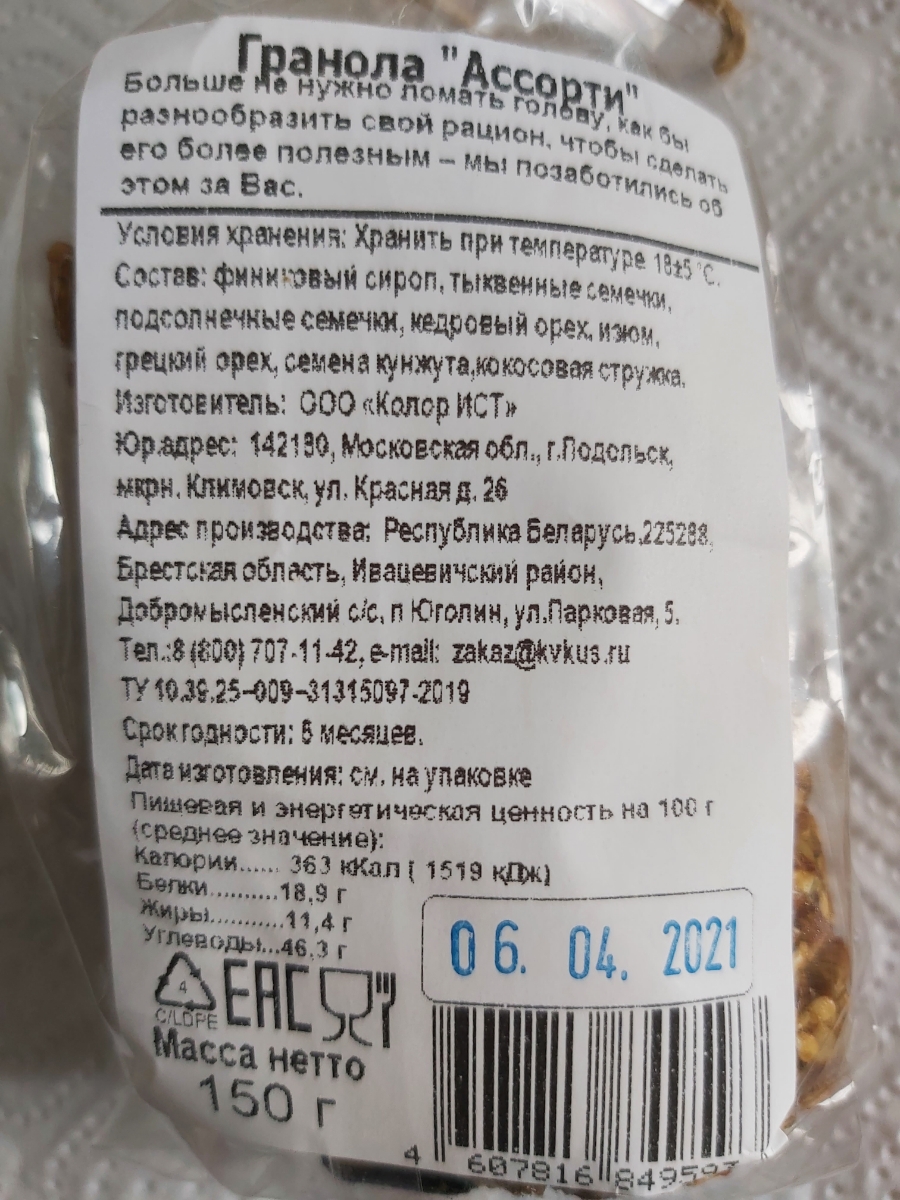 Гранола "Ассорти"
Больше не нужно ломать голову, как бы
разнообразить свой рацион, чтобы сделать
его более полезным – мы позаботились об
этом за Вас.
Условия хранения: Хранить при температуре 18±5 °С.
Состав: финиковый сироп, тыквенные семечки,
подсолнечные семечки, кедровый орех, изюм,
грецкий орех, семена кунжута,кокосовая стружка.
Изготовитель: ООО «Колор ИСТ»
Юр.адрес: 142180, Московская обл., г.Подольск,
мкрн. Климовск, ул. Красная д. 26
Адрес производства: Республика Беларусь,225288,
Брестская область, Ивацевичский район,
Добромысленский с/с, п Юголин, ул.Парковая, 5.
Тел.:8 (800) 707-11-42, e-mail: zakaz@kvkus.ru
ТУ 10.39.25-009-31315097-2019
Срок годности: 6 месяцев.
Дата изготовления: см. на упаковке
Пищевая и энергетическая ценность на 100 г
(среднее значение):
Калории...... 363 кКал ( 1519 кДж)
Белки..........18,9 г
Жиры...........11,4 г
Углеводы...46,3 г
06. 04. 2021
4
C/LDPE
EAC
Масса нетто
150 г
4 607816